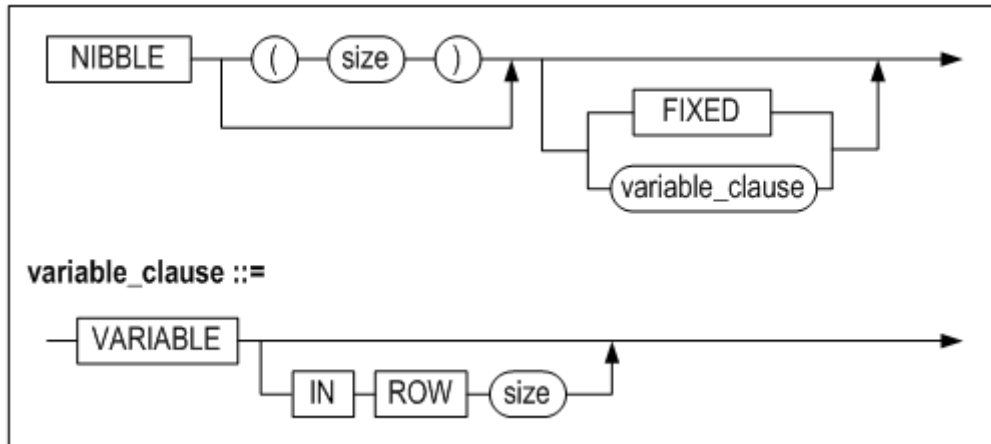 NIBBLE ( size )
FIXED
variable_clause
variable_clause ::=
VARIABLE
IN ROW size